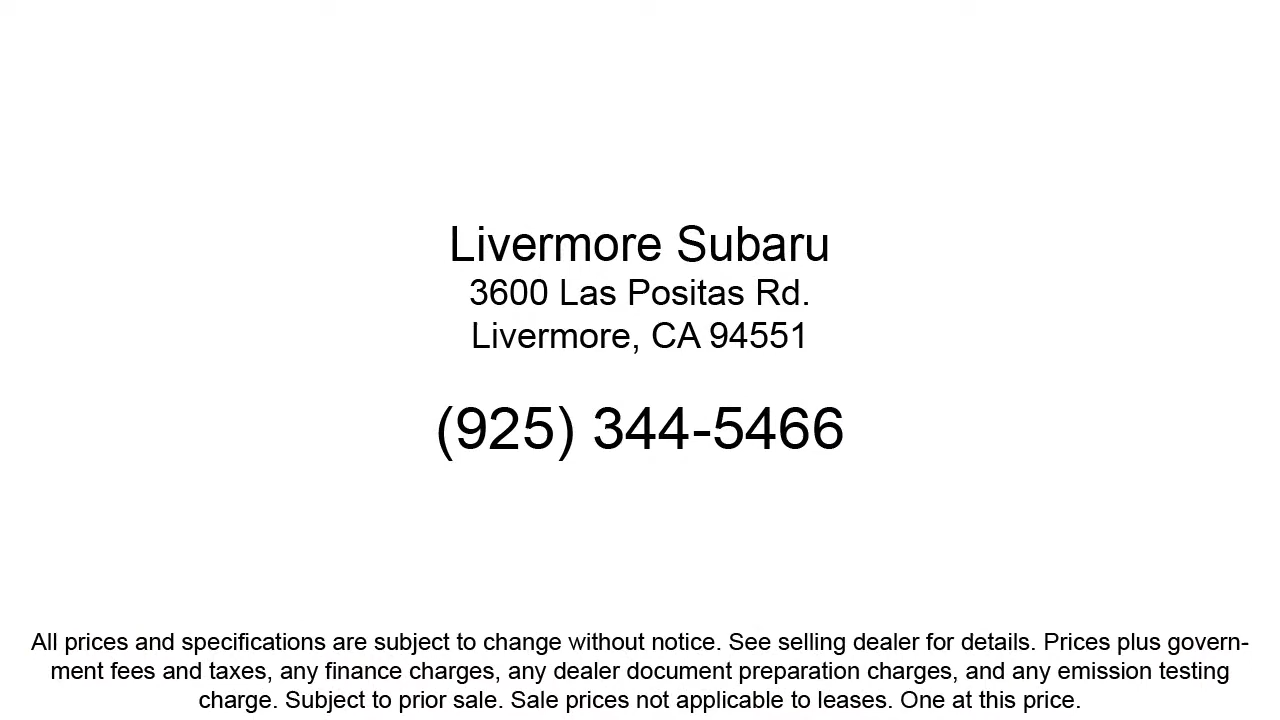 Livermore Subaru
3600 Las Positas Rd.
Livermore, CA 94551
(925) 344-5466
All prices and specifications are subject to change without notice. See selling dealer for details. Prices plus govern-
ment fees and taxes, any finance charges, any dealer document preparation charges, and any emission testing
charge. Subject to prior sale. Sale prices not applicable to leases. One at this price.